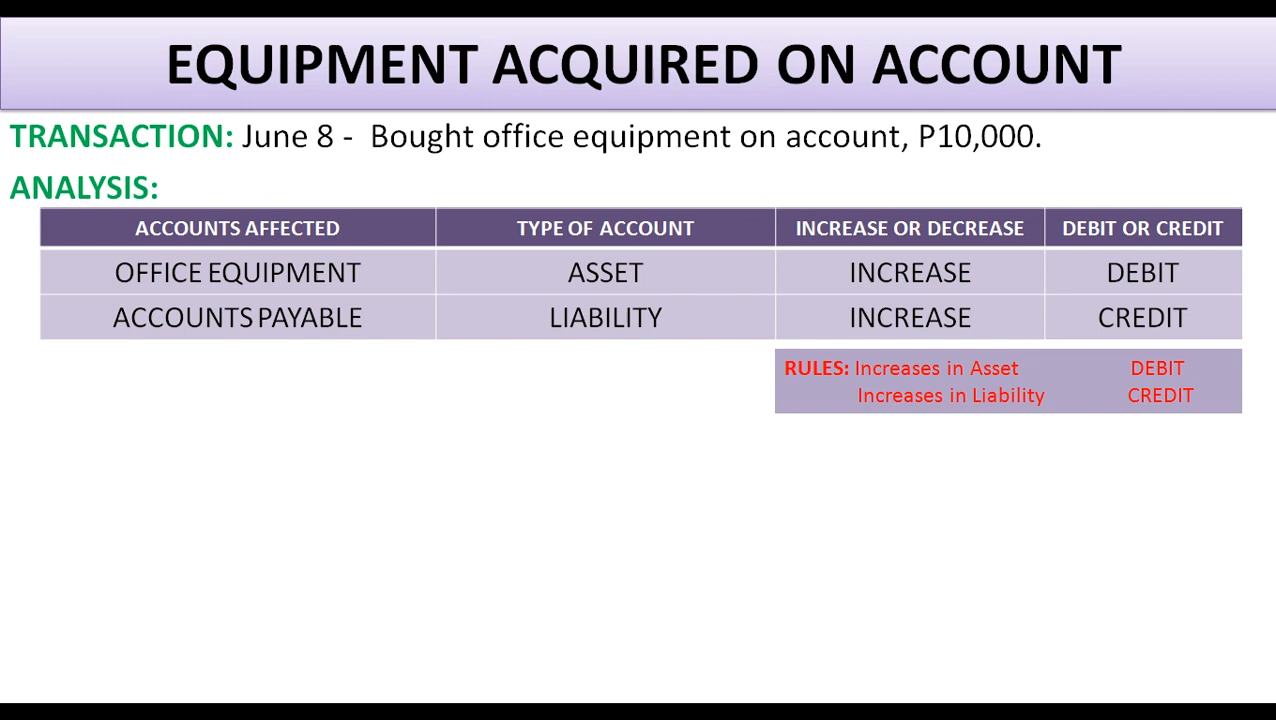 EQUIPMENT ACQUIRED ON ACCOUNT
TRANSACTION: June 8 - Bought office equipment on account, P10,000.
ANALYSIS:
ACCOUNTS AFFECTED TYPE OF ACCOUNT INCREASE OR DECREASE DEBIT OR CREDIT
OFFICE EQUIPMENT ASSET INCREASE DEBIT
ACCOUNTS PAYABLE LIABILITY INCREASE CREDIT
RULES: Increases in Asset DEBIT
Increases in Liability CREDIT